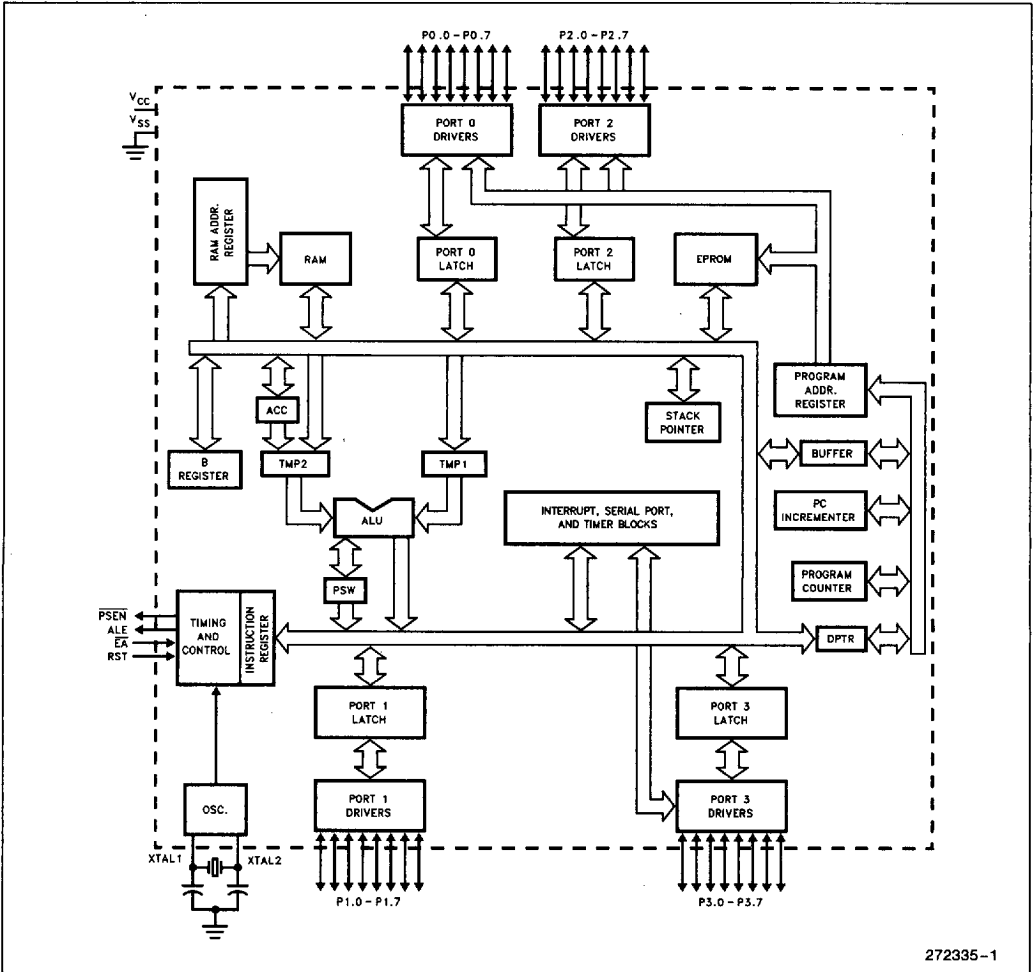 P0.0-P0.7
P2.0-P2.7
VCC
VSS
PORT 0
DRIVERS
PORT 2
DRIVERS
RAM ADDR.
REGISTER
RAM
PORT 0
LATCH
PORT 2
LATCH
EPROM
PROGRAM
ADDR.
REGISTER
ACC
STACK
POINTER
B
REGISTER
TMP2
TMP1
BUFFER
ALU
INTERRUPT, SERIAL PORT,
AND TIMER BLOCKS
PC
INCREMENTER
PSW
PROGRAM
COUNTER
PSEN
ALE
EA
RST
TIMING
AND
CONTROL
INSTRUCTION
REGISTER
DPTR
PORT 1
LATCH
PORT 3
LATCH
OSC.
PORT 1
DRIVERS
PORT 3
DRIVERS
XTAL1
XTAL2
P1.0-P1.7
P3.0-P3.7
272335-1